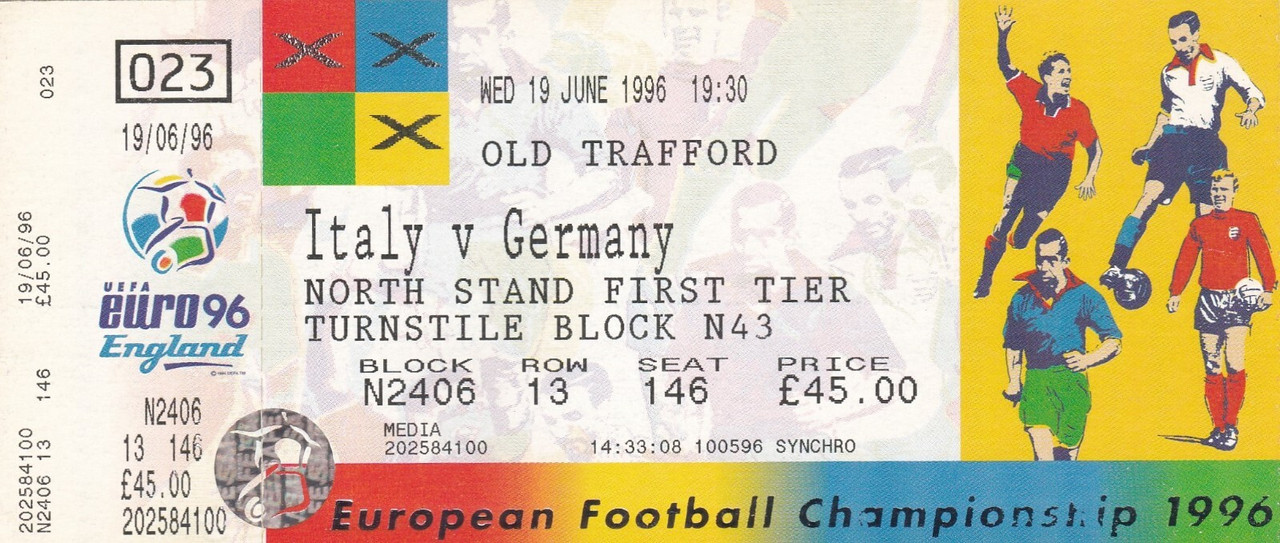 023
19/06/96
£45.00
146
202584100
N2406 13
023
19/06/96
UEFA
euro96
England
N2406
13 146
£45.00
202584100
WED 19 JUNE 1996 19:30
OLD TRAFFORD
Italy v Germany
NORTH STAND FIRST TIER
TURNSTILE BLOCK N43
BLOCK ROW SEAT PRICE
N2406 13 146 £45.00
MEDIA
202584100 14:33:08 100596 SYNCHRO
European Football Championship 1996